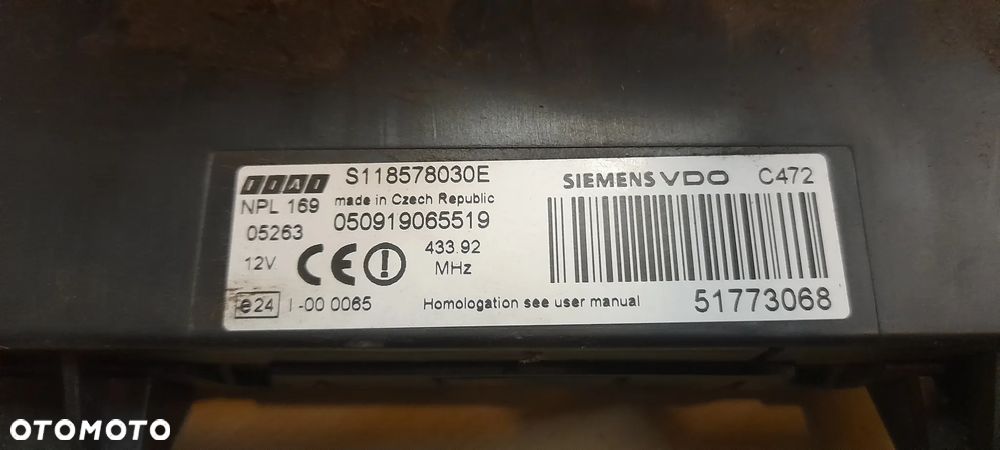 FIAT S118578030E SIEMENS VDO C472
NPL 169 made in Czech Republic
05263 050919065519
12V CE 433.92
MHz
e24 I-00 0065 Homologation see user manual 51773068
OTOMOTO